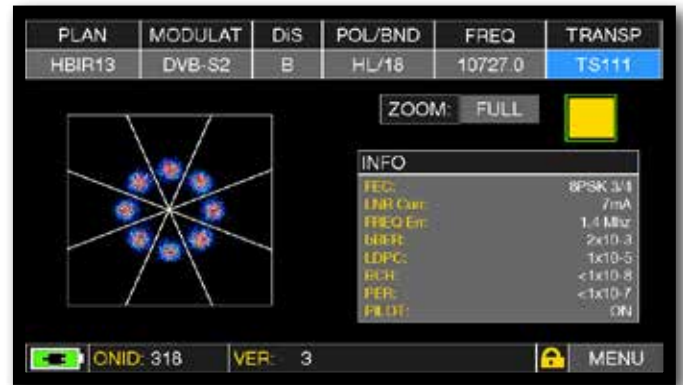 PLAN MODULAT DiS POL/BND FREQ TRANSP
HBIR13 DVB-S2 B HL/18 10727.0 TS111
ZOOM: FULL
INFO
FEC: 8PSK 3/4
LNB Curr: 7mA
FREQ Err: 1.4 Mhz
bBER: 2x10-3
LDPC: 1x10-5
BCH: <1x10-8
PER: <1x10-7
PILOT: ON
ONID: 318 VER: 3 MENU